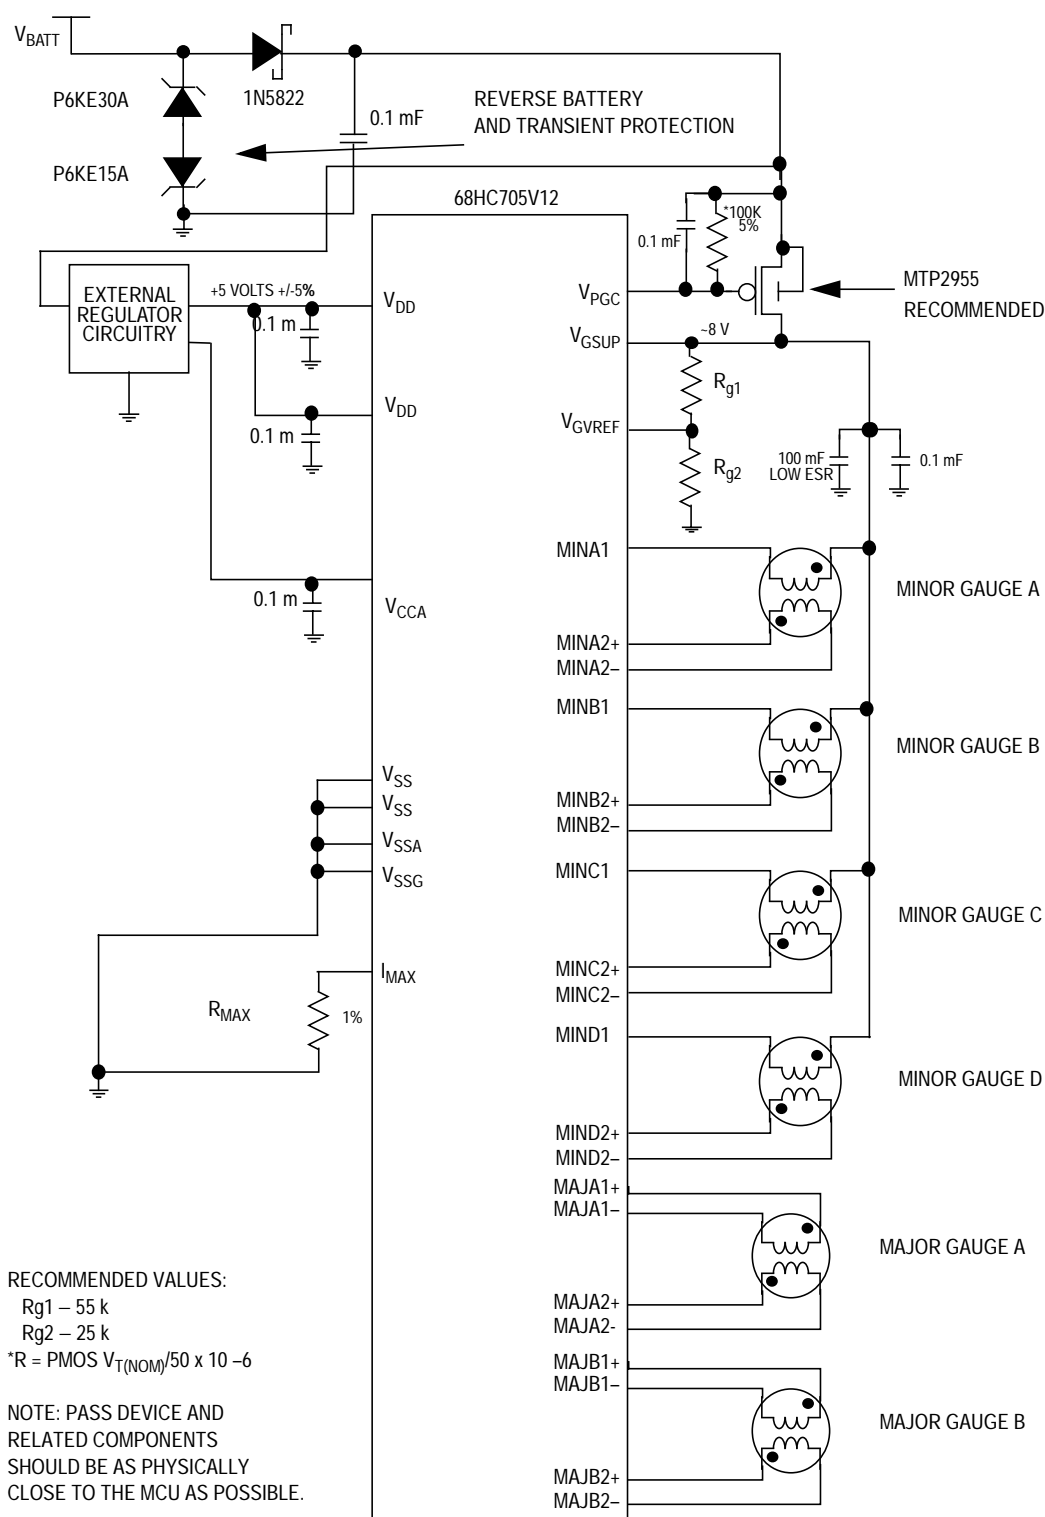 VBATT
P6KE30A
1N5822
0.1 mF
REVERSE BATTERY
AND TRANSIENT PROTECTION
P6KE15A
68HC705V12
*100K
5%
0.1 mF
MTP2955
RECOMMENDED
EXTERNAL
REGULATOR
CIRCUITRY
+5 VOLTS +/-5%
0.1 m
VDD
VPGC
VGSUP
~8 V
Rg1
VDD
0.1 m
VGVREF
Rg2
100 mF
LOW ESR
0.1 mF
MINA1
MINOR GAUGE A
0.1 m
VCCA
MINA2+
MINA2–
MINB1
MINOR GAUGE B
VSS
VSS
MINB2+
MINB2–
VSSA
VSSG
MINC1
MINOR GAUGE C
IMAX
MINC2+
MINC2–
RMAX
1%
MIND1
MINOR GAUGE D
MIND2+
MIND2–
MAJA1+
MAJA1–
MAJOR GAUGE A
MAJA2+
MAJA2-
RECOMMENDED VALUES:
Rg1 – 55 k
Rg2 – 25 k
*R = PMOS VT(NOM)/50 x 10 –6
MAJB1+
MAJB1–
MAJOR GAUGE B
MAJB2+
MAJB2–
NOTE: PASS DEVICE AND
RELATED COMPONENTS
SHOULD BE AS PHYSICALLY
CLOSE TO THE MCU AS POSSIBLE.